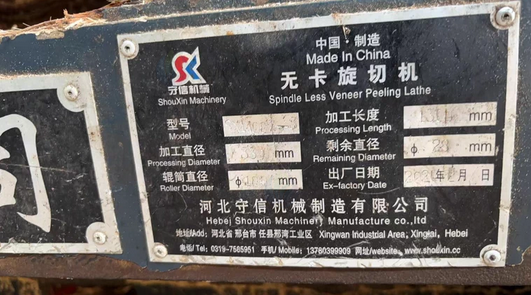 守信机械
ShouXin Machinery
中国·制造
Made In China
无卡旋切机
Spindle Less Veneer Peeling Lathe
型号
Model
加工长度
Processing Length
mm
加工直径
Processing Diameter
mm
剩余直径
Remaining Diameter
φ 28 mm
辊筒直径
Roller Diameter
φ mm
出厂日期
Ex-factory Date
年 月 日
河北守信机械制造有限公司
Hebei Shouxin Machinery Manufacture co.,ltd
地址/Add: 河北省 邢台市 任县邢湾工业区 Xingwan Industrial Area, Xingtai, Hebei
电话/Tel: 0319-7585951 手机/Mobile: 13760399909 网址/website: www.shouxin.cc
司